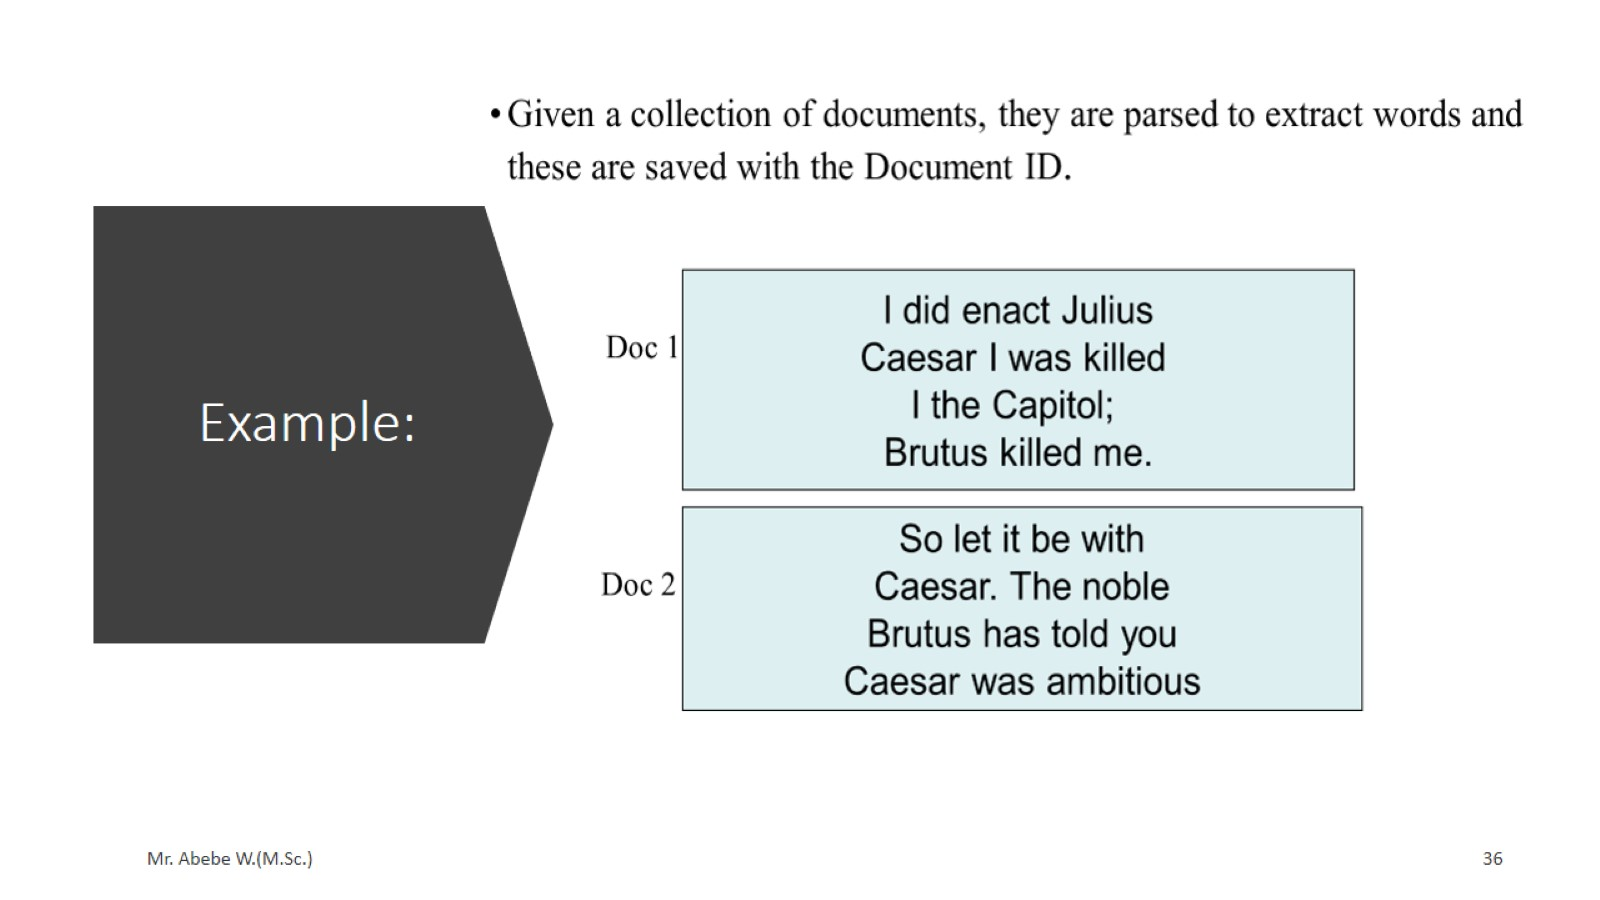 • Given a collection of documents, they are parsed to extract words and
these are saved with the Document ID.
Example:
Doc 1
I did enact Julius
Caesar I was killed
I the Capitol;
Brutus killed me.
Doc 2
So let it be with
Caesar. The noble
Brutus has told you
Caesar was ambitious
Mr. Abebe W.(M.Sc.)
36